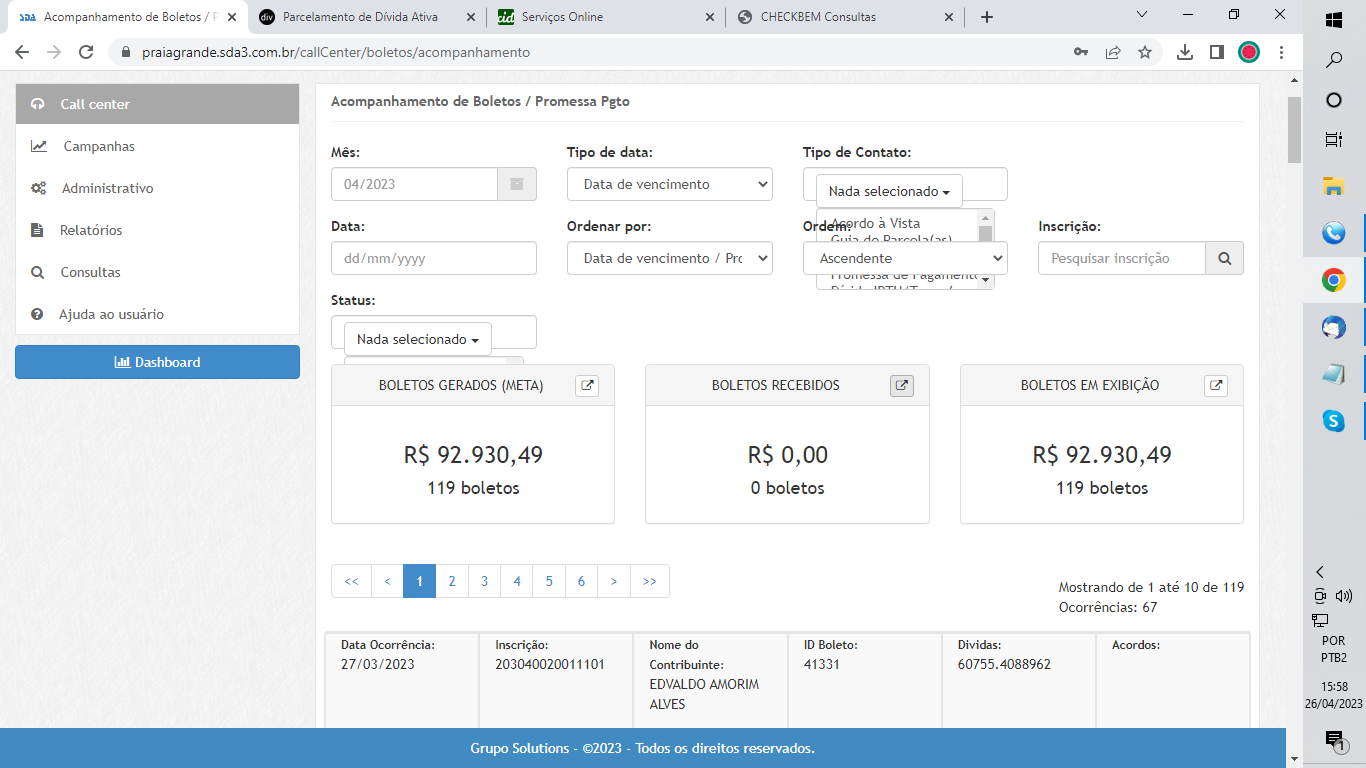 Acompanhamento de Boletos / P
Parcelamento de Dívida Ativa
Serviços Online
CHECKBEM Consultas
praiagrande.sda3.com.br/callCenter/boletos/acompanhamento
Call center
Campanhas
Administrativo
Relatórios
Consultas
Ajuda ao usuário
Dashboard
Acompanhamento de Boletos / Promessa Pgto
Mês:
04/2023
Tipo de data:
Data de vencimento
Tipo de Contato:
Nada selecionado
Acordo à Vista
Guia de Parcela(as)
Data:
dd/mm/yyyy
Ordenar por:
Data de vencimento / Pro
Ordem:
Ascendente
Promessa de Pagamento
Inscrição:
Pesquisar inscrição
Status:
Nada selecionado
BOLETOS GERADOS (META)
R$ 92.930,49
119 boletos
BOLETOS RECEBIDOS
R$ 0,00
0 boletos
BOLETOS EM EXIBIÇÃO
R$ 92.930,49
119 boletos
<< < 1 2 3 4 5 6 > >>
Mostrando de 1 até 10 de 119
Ocorrências: 67
Data Ocorrência:
27/03/2023
Inscrição:
203040020011101
Nome do
Contribuinte:
EDVALDO AMORIM
ALVES
ID Boleto:
41331
Dividas:
60755.4088962
Acordos:
Grupo Solutions - ©2023 - Todos os direitos reservados.
POR
PTB2
15:58
26/04/2023
1